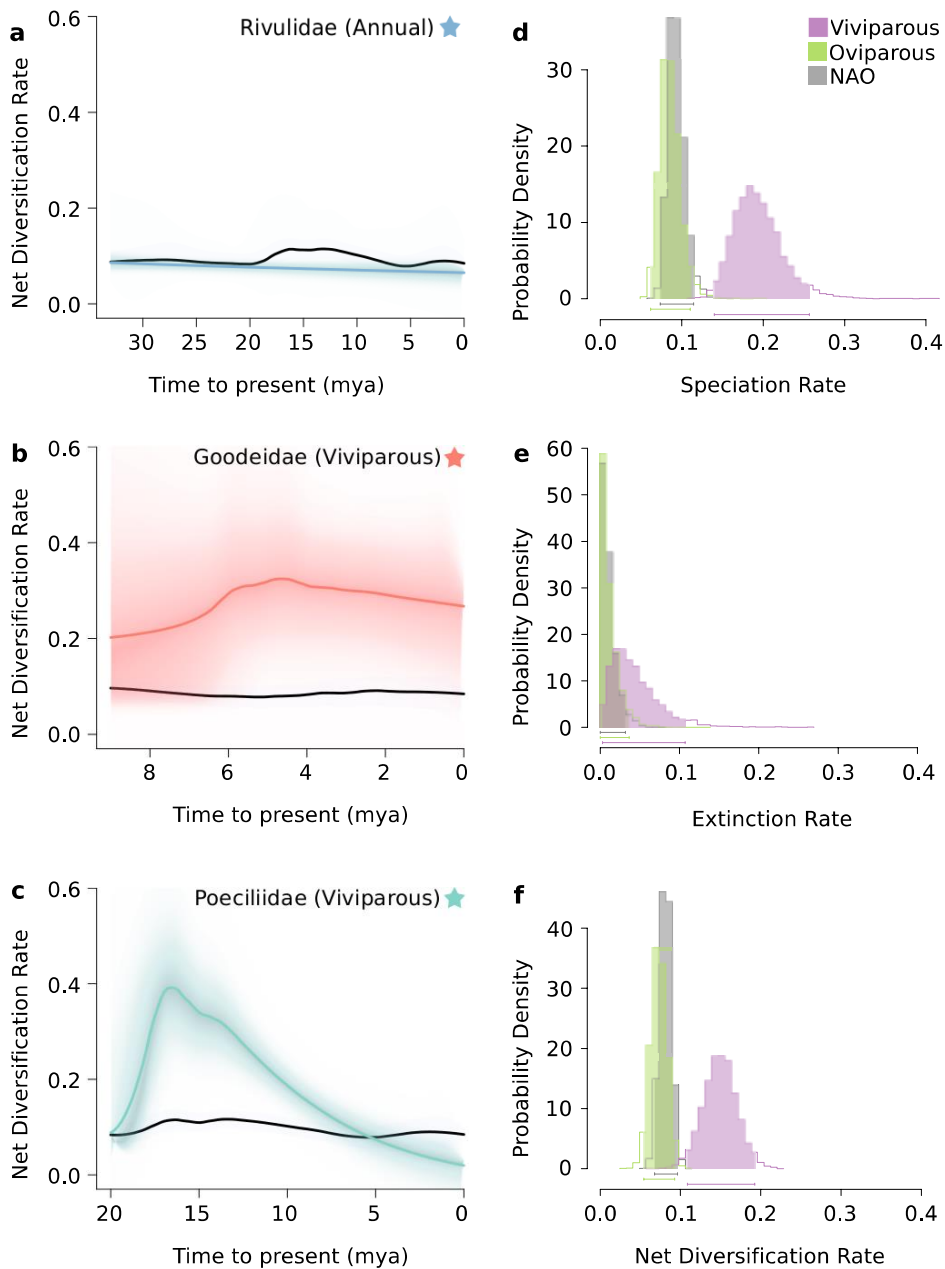 a
Rivulidae (Annual)
Net Diversitication Rate
0.6
0.4
0.2
0.0
30 25 20 15 10 5 0
Time to present (mya)
d
Viviparous
Oviparous
NAO
Probability Density
30
20
10
0
0.0 0.1 0.2 0.3 0.4
Speciation Rate
b
Goodeidae (Viviparous)
Net Diversification Rate
0.6
0.4
0.2
0.0
8 6 4 2 0
Time to present (mya)
e
Probability Density
60
50
40
30
20
10
0
0.0 0.1 0.2 0.3 0.4
Extinction Rate
c
Poeciliidae (Viviparous)
Net Diversification Rate
0.6
0.4
0.2
0.0
20 15 10 5 0
Time to present (mya)
f
Probability Density
40
30
20
10
0
0.0 0.1 0.2 0.3 0.4
Net Diversification Rate